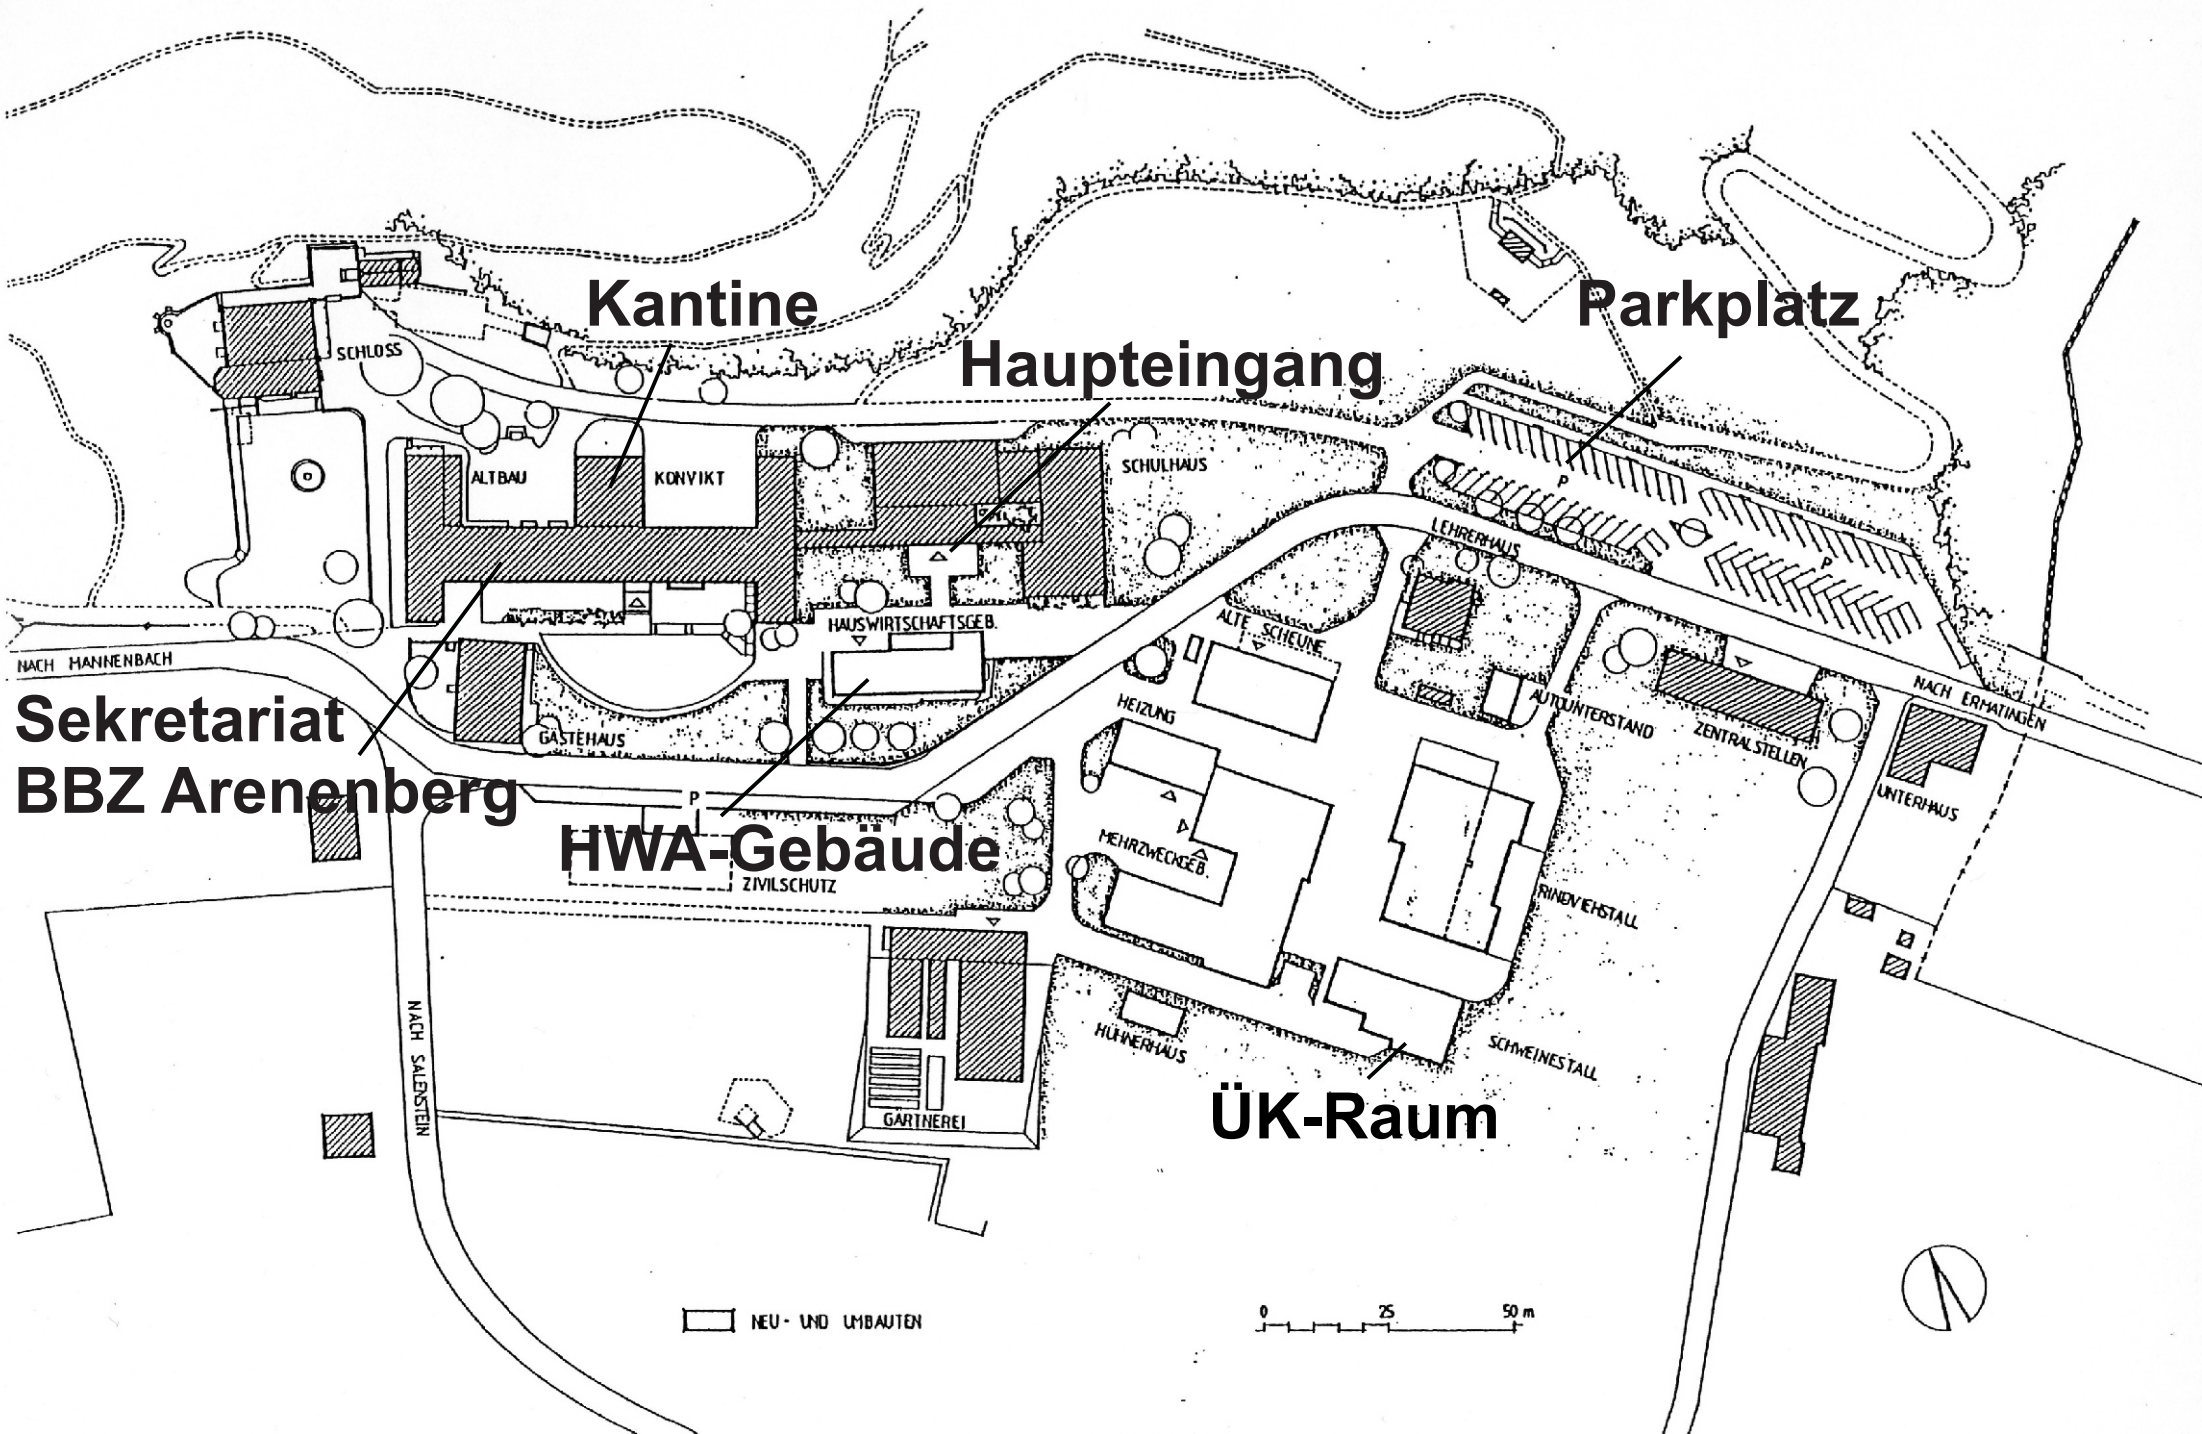 Kantine
Parkplatz
Haupteingang
SCHLOSS
ALTBAU
KONVIKT
SCHULHAUS
P
P
LEHRERHAUS
HAUSWIRTSCHAFTSGEB.
ALTE SCHEUNE
NACH MANNENBACH
NACH ERMATINGEN
Sekretariat
BBZ Arenenberg
GÄSTEHAUS
HEIZUNG
AUTOUNTERSTAND
ZENTRALSTELLEN
UNTERHAUS
P
HWA-Gebäude
ZIVILSCHUTZ
MEHRZWECKGEB.
RINDVIEHSTALL
NACH SALENSTEIN
HÜHNERHAUS
SCHWEINESTALL
ÜK-Raum
GÄRTNEREI
NEU- UND UMBAUTEN
0 25 50 m